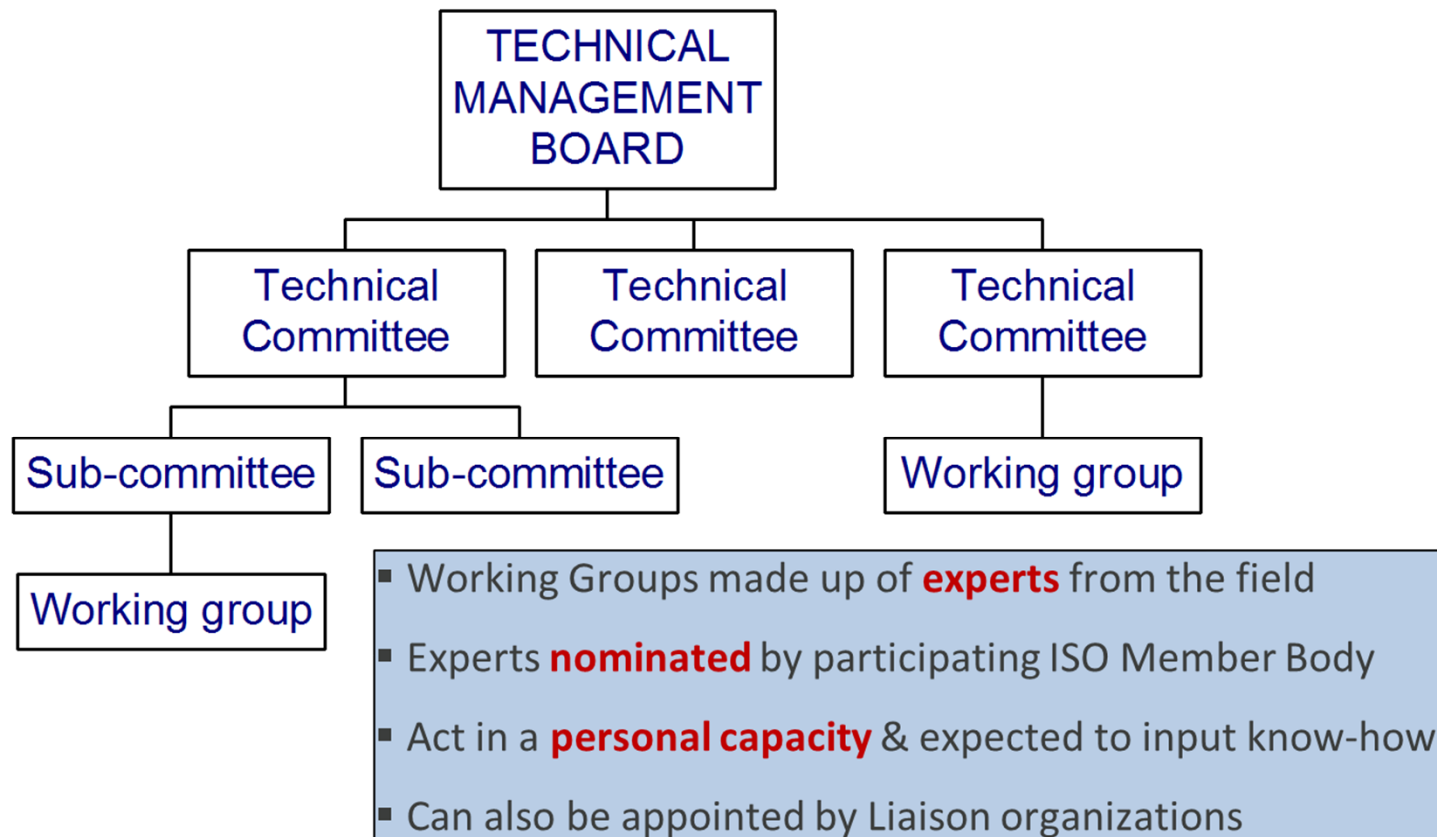 TECHNICAL
MANAGEMENT
BOARD
Technical
Committee
Technical
Committee
Technical
Committee
Sub-committee
Sub-committee
Working group
Working group
▪ Working Groups made up of experts from the field
▪ Experts nominated by participating ISO Member Body
▪ Act in a personal capacity & expected to input know-how
▪ Can also be appointed by Liaison organizations